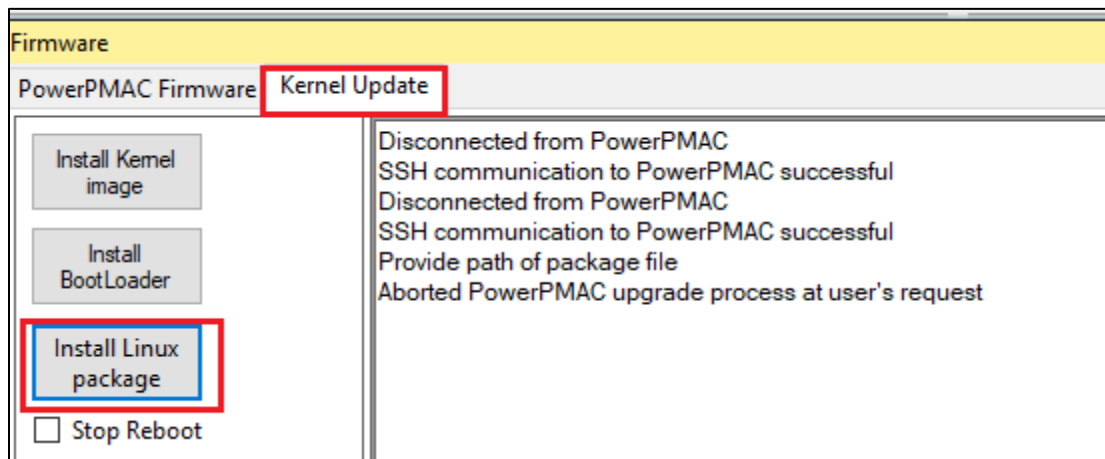 Firmware
PowerPMAC Firmware Kernel Update
Install Kernel
image
Install
BootLoader
Install Linux
package
Stop Reboot
Disconnected from PowerPMAC
SSH communication to PowerPMAC successful
Disconnected from PowerPMAC
SSH communication to PowerPMAC successful
Provide path of package file
Aborted PowerPMAC upgrade process at user's request